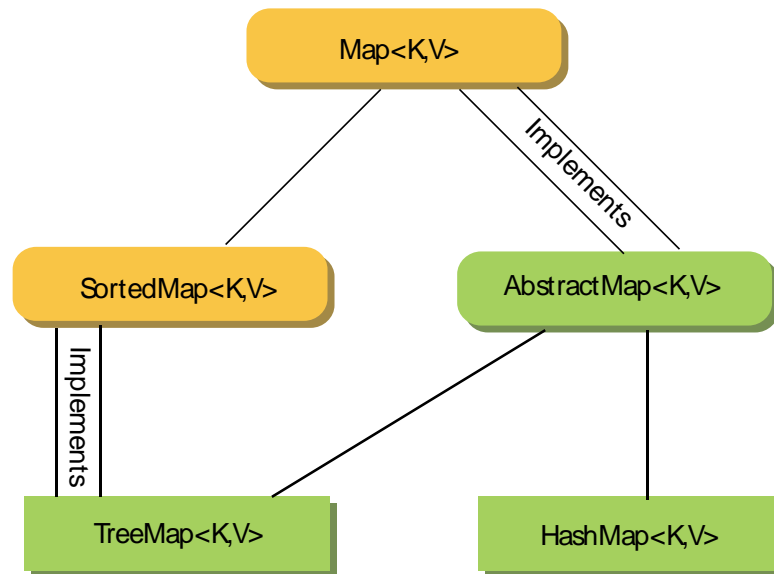 Map<K,V>
Implements
SortedMap<K,V>
AbstractMap<K,V>
Implements
TreeMap<K,V>
HashMap<K,V>